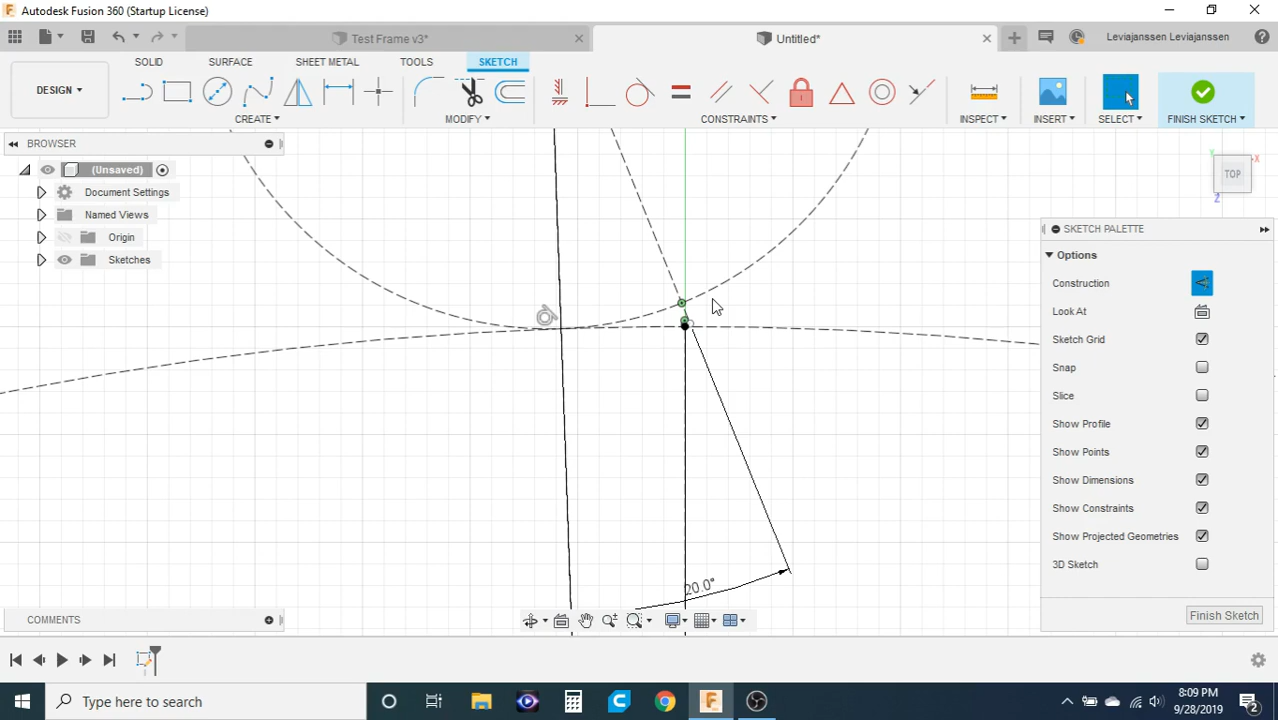 Autodesk Fusion 360 (Startup License)
Test Frame v3*
Untitled*
Leviajanssen Leviajanssen
DESIGN
SOLID
SURFACE
SHEET METAL
TOOLS
SKETCH
CREATE
MODIFY
CONSTRAINTS
INSPECT
INSERT
SELECT
FINISH SKETCH
BROWSER
(Unsaved)
Document Settings
Named Views
Origin
Sketches
TOP
X
Y
Z
SKETCH PALETTE
Options
Construction
Look At
Sketch Grid
Snap
Slice
Show Profile
Show Points
Show Dimensions
Show Constraints
Show Projected Geometries
3D Sketch
Finish Sketch
20.0°
COMMENTS
Type here to search
8:09 PM
9/28/2019
2